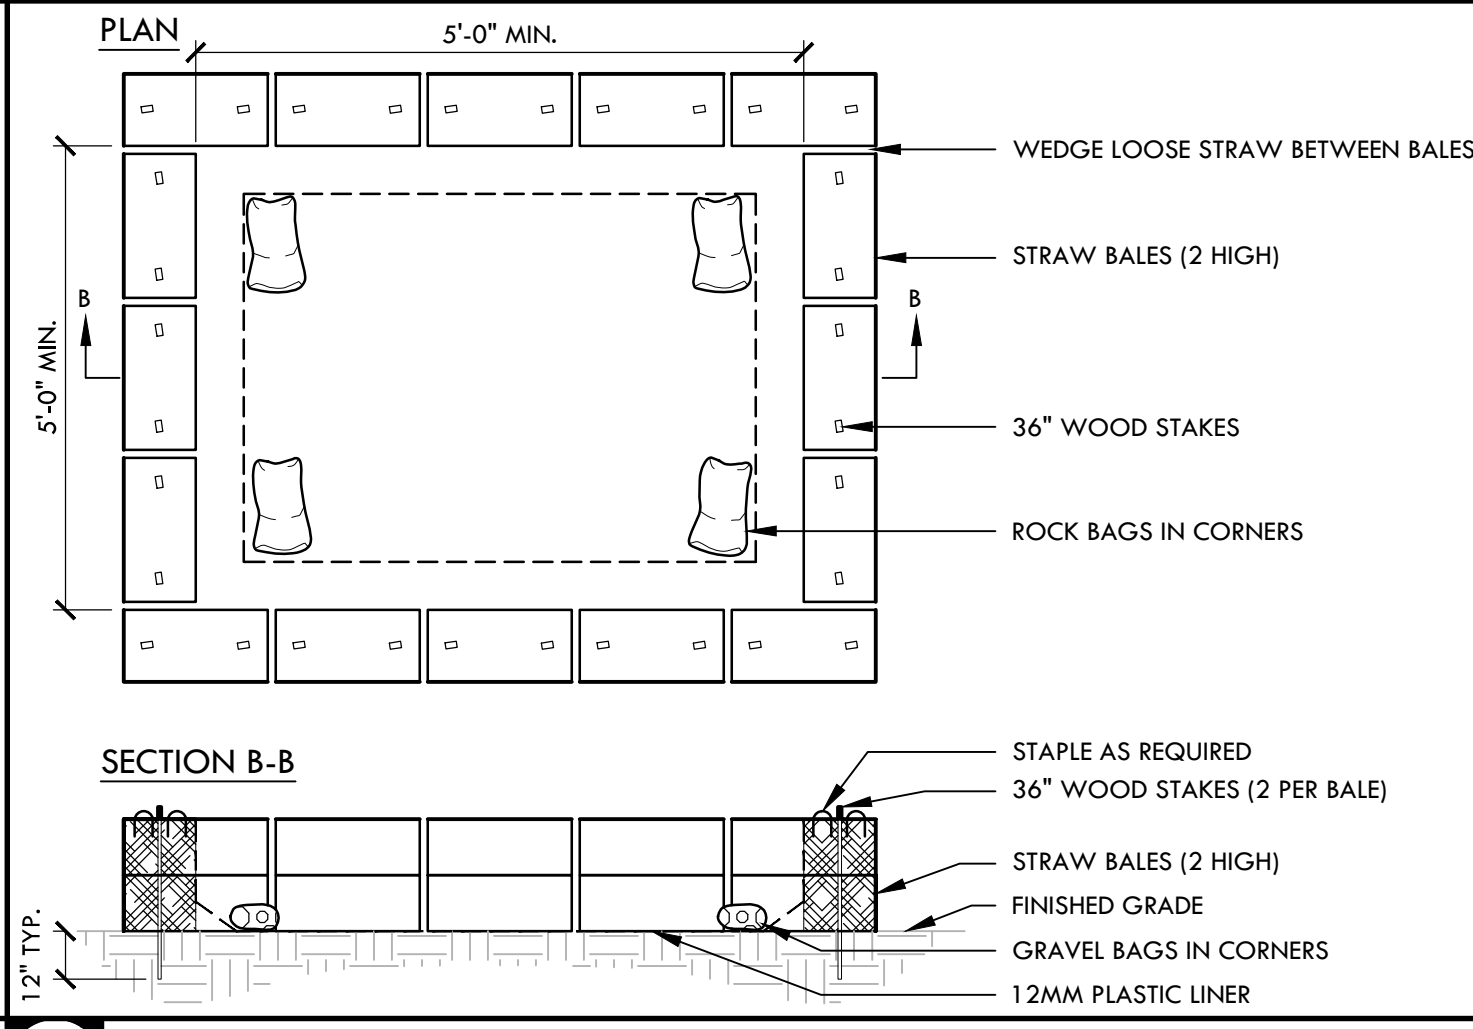 PLAN
5'-0" MIN.
WEDGE LOOSE STRAW BETWEEN BALES
STRAW BALES (2 HIGH)
B
B
5'-0" MIN.
36" WOOD STAKES
ROCK BAGS IN CORNERS
SECTION B-B
STAPLE AS REQUIRED
36" WOOD STAKES (2 PER BALE)
STRAW BALES (2 HIGH)
FINISHED GRADE
12" TYP.
GRAVEL BAGS IN CORNERS
12MM PLASTIC LINER